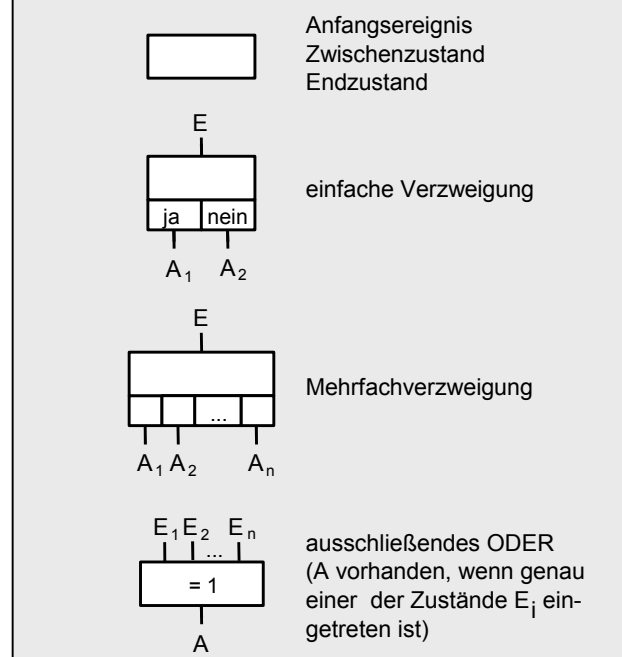 Anfangsereignis
Zwischenzustand
Endzustand
E
einfache Verzweigung
ja nein
A1 A2
E
Mehrfachverzweigung
...
A1 A2 An
E1 E2 En
...
ausschließendes ODER
(A vorhanden, wenn genau
= 1
einer der Zustände Ei ein-
getreten ist)
A